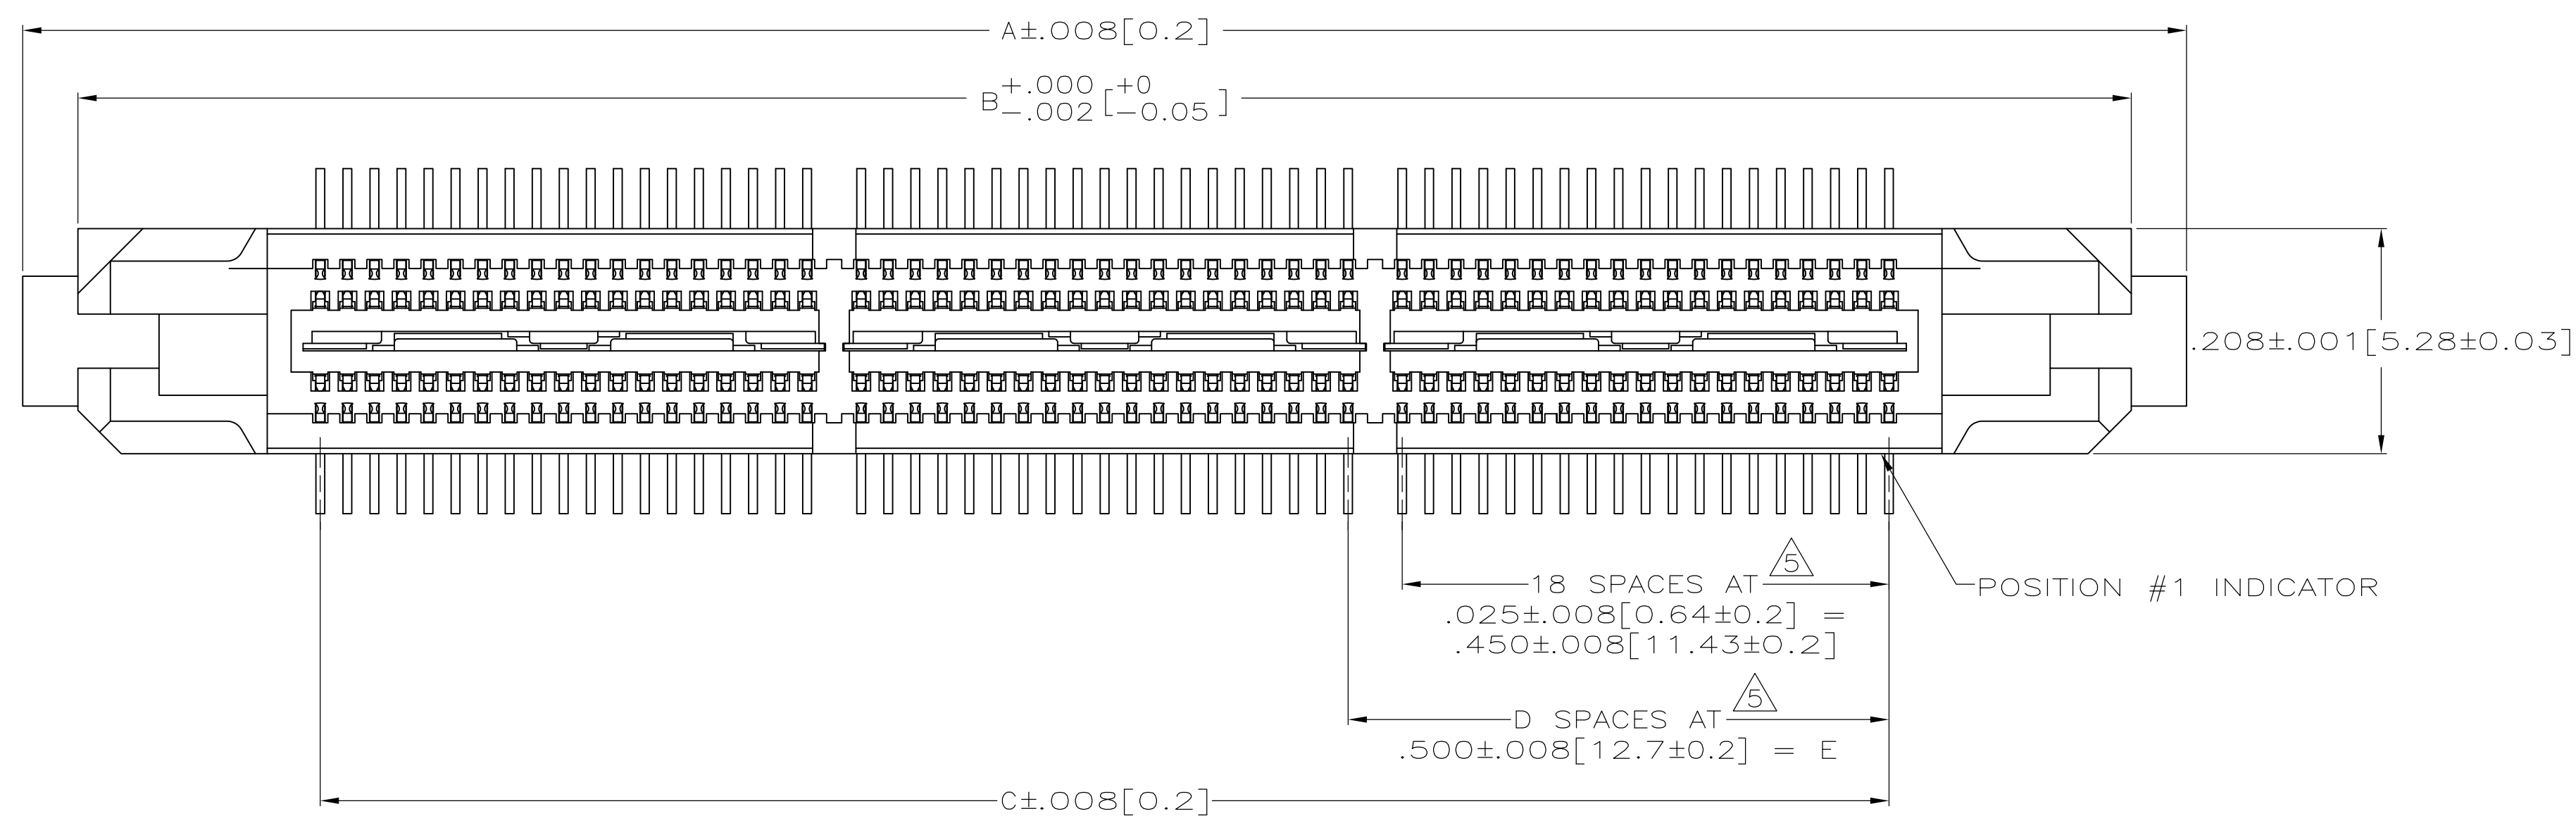 A±.008[0.2]
B +.000 -.002 [+0 -0.05]
.208±.001[5.28±0.03]
5
18 SPACES AT
.025±.008[0.64±0.2] =
.450±.008[11.43±0.2]
POSITION #1 INDICATOR
5
D SPACES AT
.500±.008[12.7±0.2] = E
C±.008[0.2]